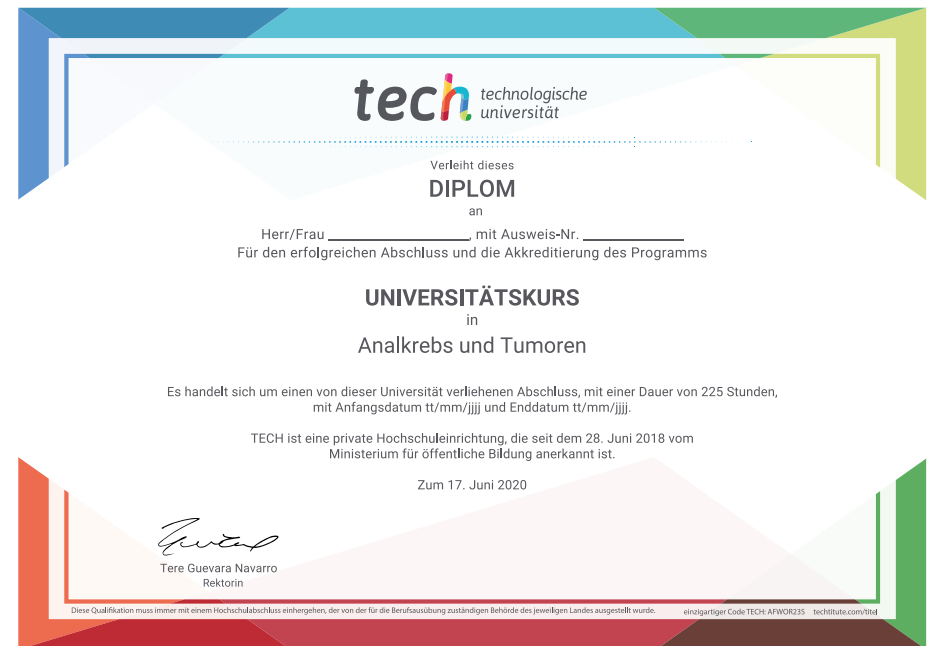 tech technologische
universität
Verleiht dieses
DIPLOM
an
Herr/Frau ____________________, mit Ausweis-Nr. ______________
Für den erfolgreichen Abschluss und die Akkreditierung des Programms
UNIVERSITÄTSKURS
in
Analkrebs und Tumoren
Es handelt sich um einen von dieser Universität verliehenen Abschluss, mit einer Dauer von 225 Stunden,
mit Anfangsdatum tt/mm/jjjj und Enddatum tt/mm/jjjj.
TECH ist eine private Hochschuleinrichtung, die seit dem 28. Juni 2018 vom
Ministerium für öffentliche Bildung anerkannt ist.
Zum 17. Juni 2020
Tere Guevara Navarro
Rektorin
Diese Qualifikation muss immer mit einem Hochschulabschluss einhergehen, der von der für die Berufsausübung zuständigen Behörde des jeweiligen Landes ausgestellt wurde. einzigartiger Code TECH: AFWOR23S techtitute.com/titel